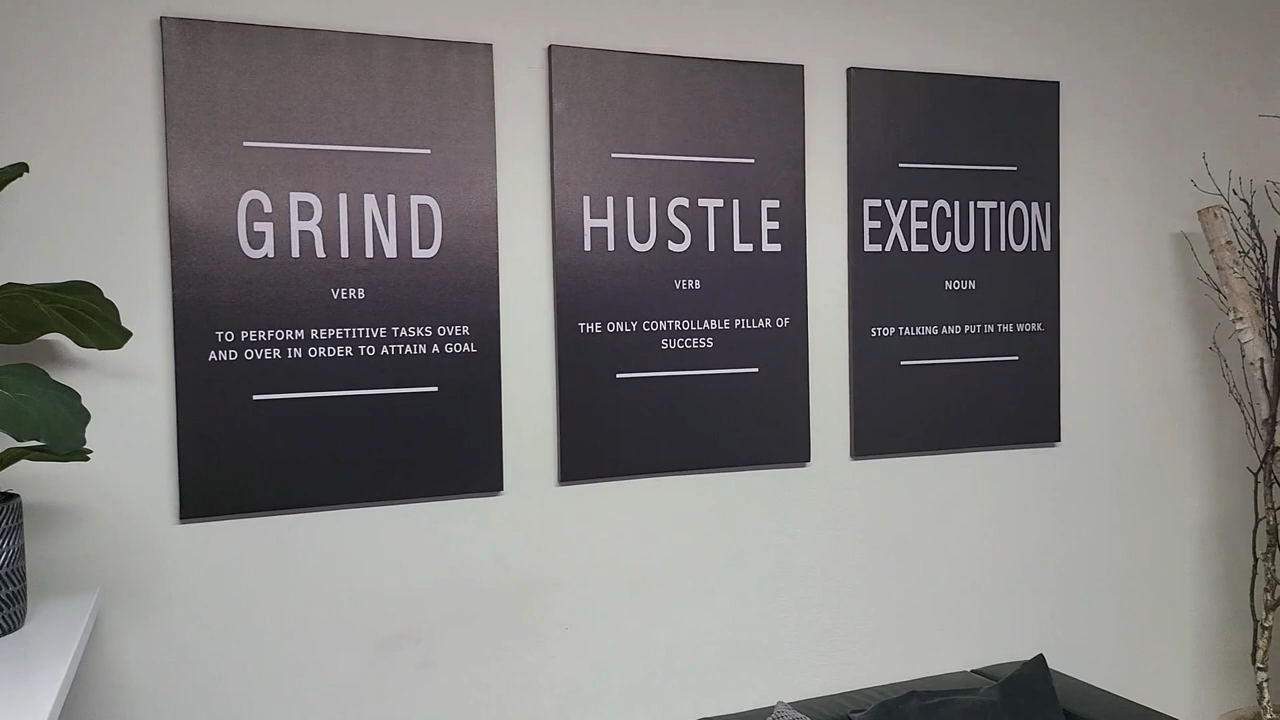 GRIND
VERB
TO PERFORM REPETITIVE TASKS OVER
AND OVER IN ORDER TO ATTAIN A GOAL
HUSTLE
VERB
THE ONLY CONTROLLABLE PILLAR OF
SUCCESS
EXECUTION
NOUN
STOP TALKING AND PUT IN THE WORK.